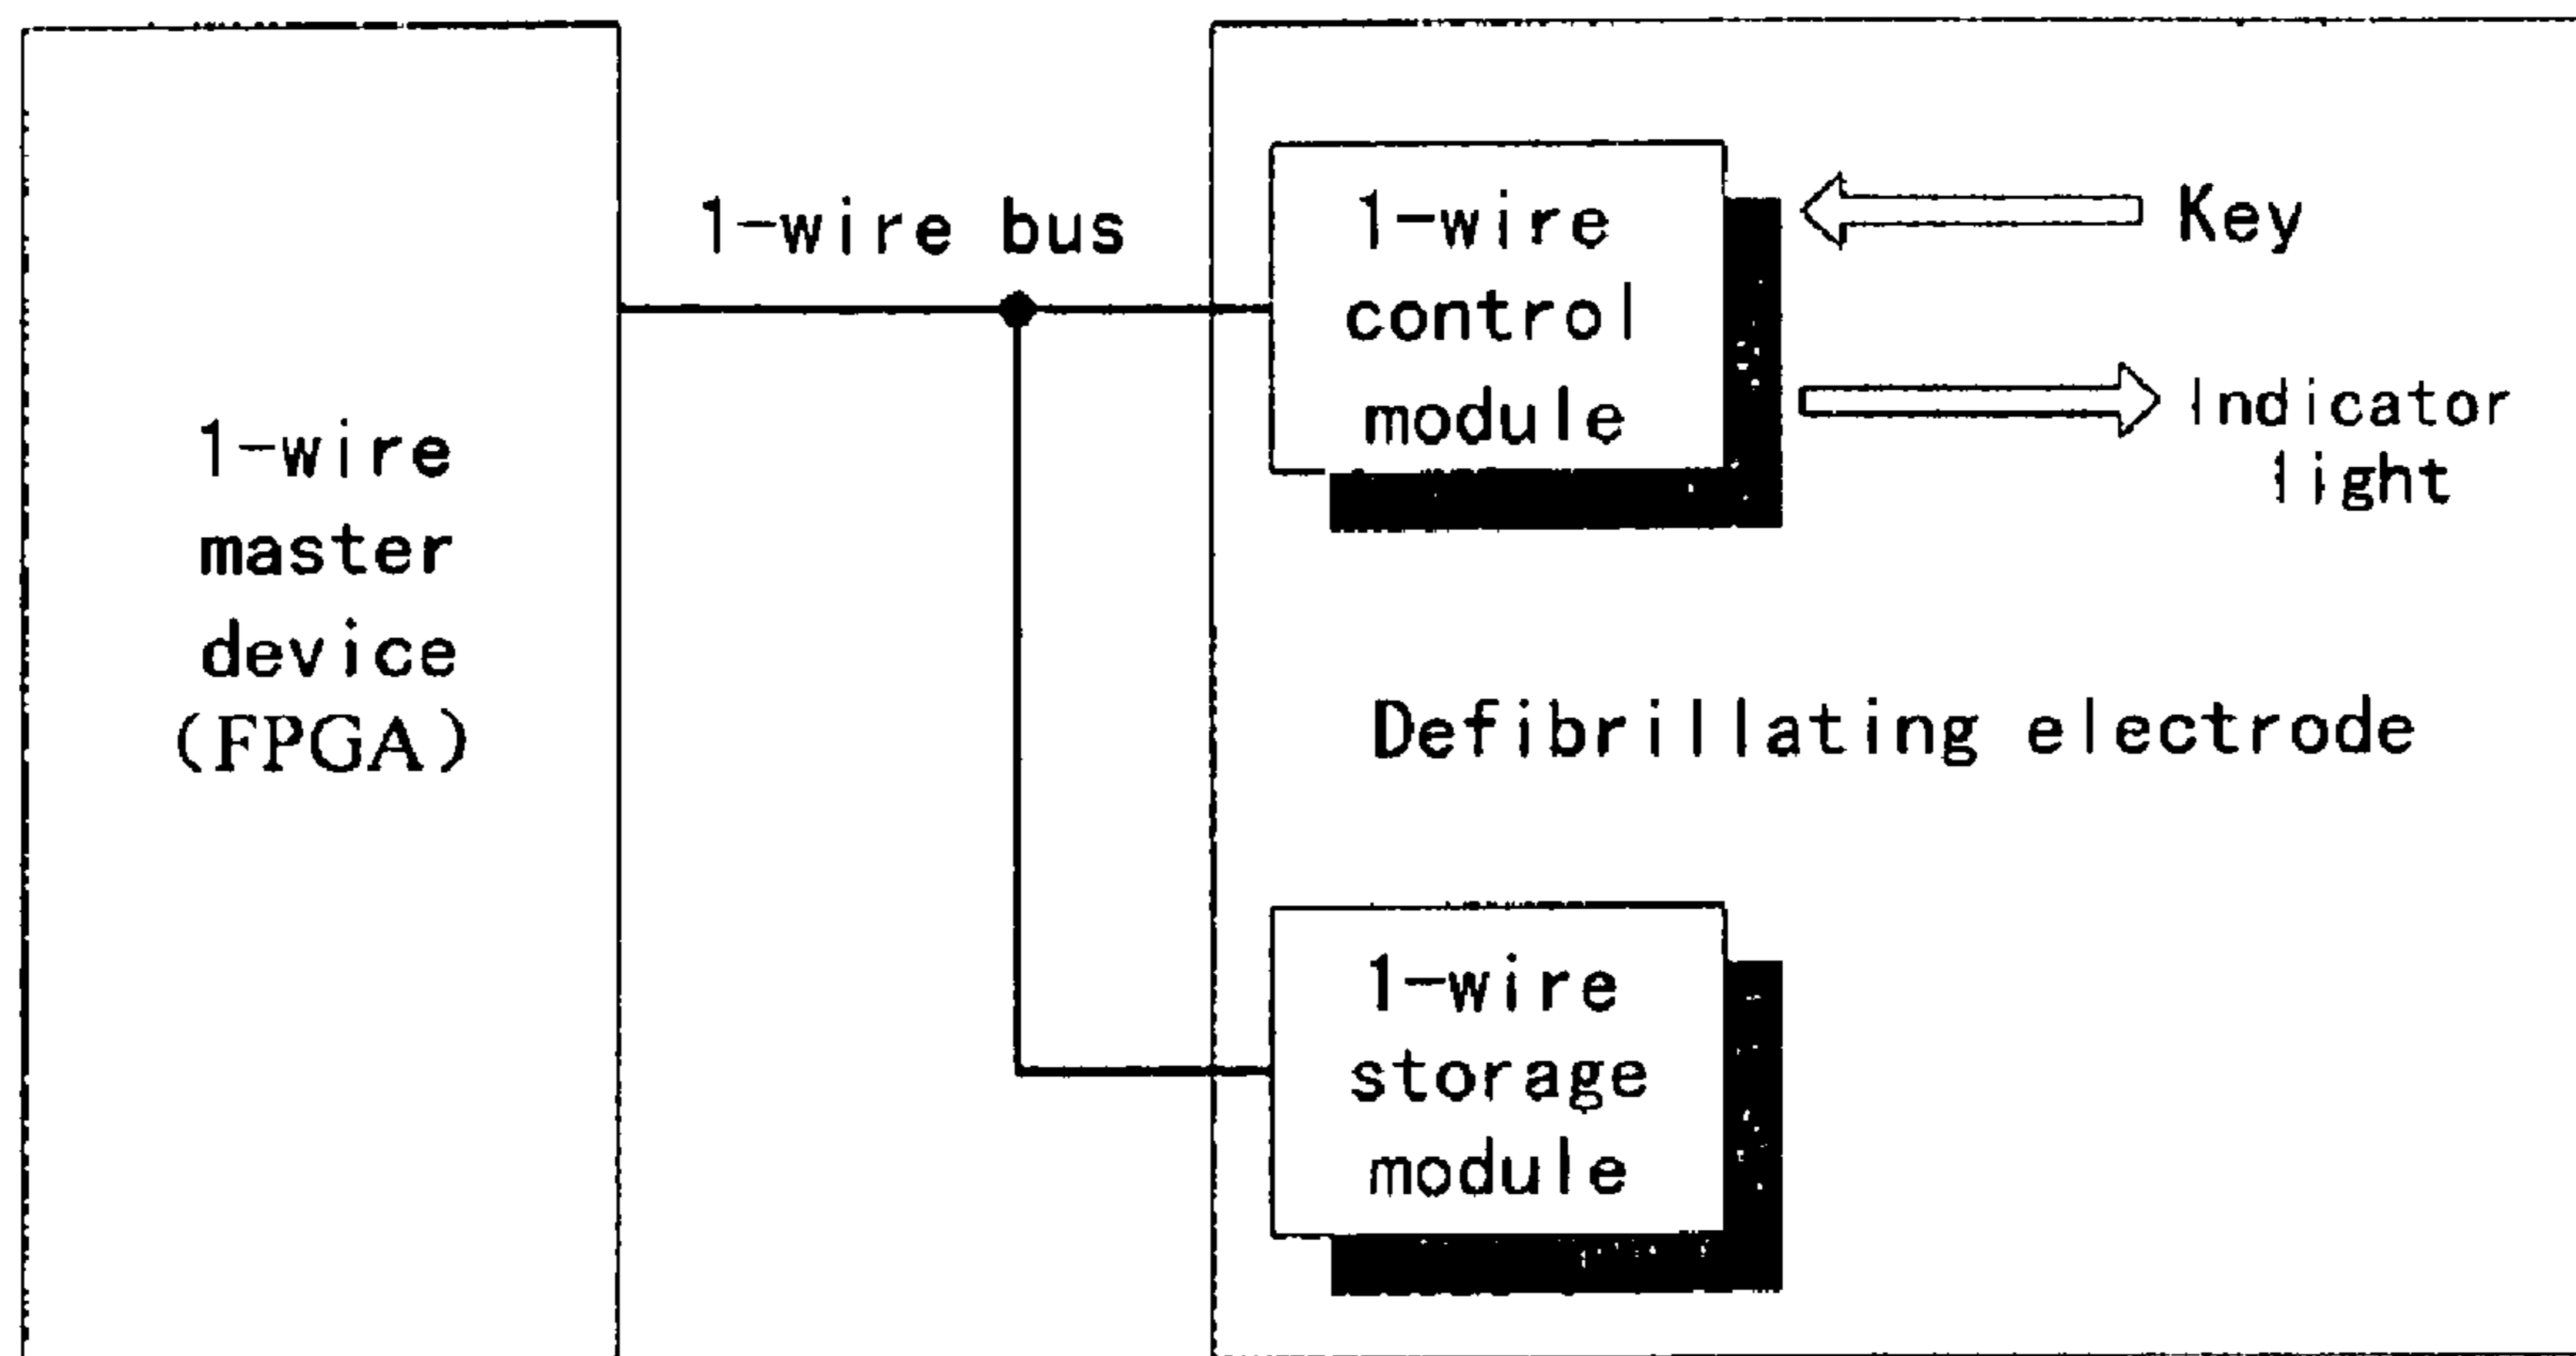 1-wire
master
device
(FPGA)
1-wire bus
1-wire
control
module
Key
Indicator
light
Defibrillating electrode
1-wire
storage
module